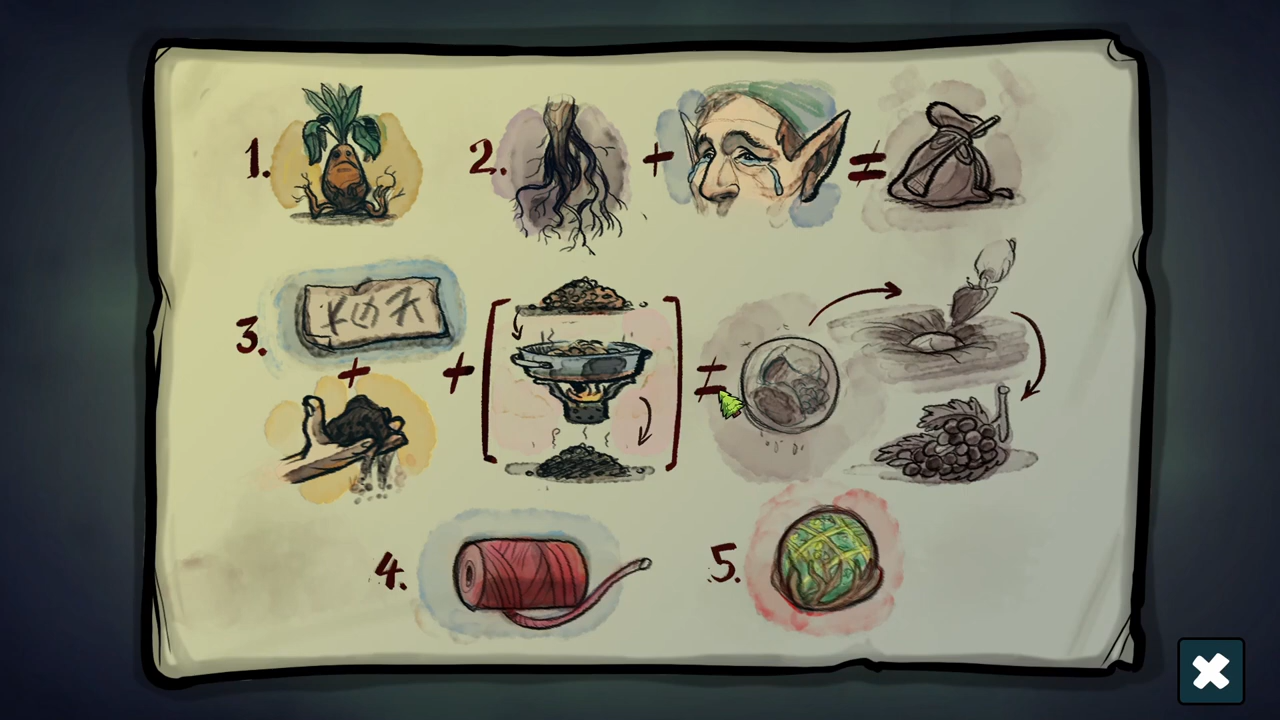 1.
2. + =
3.
+ + =
4.
5.